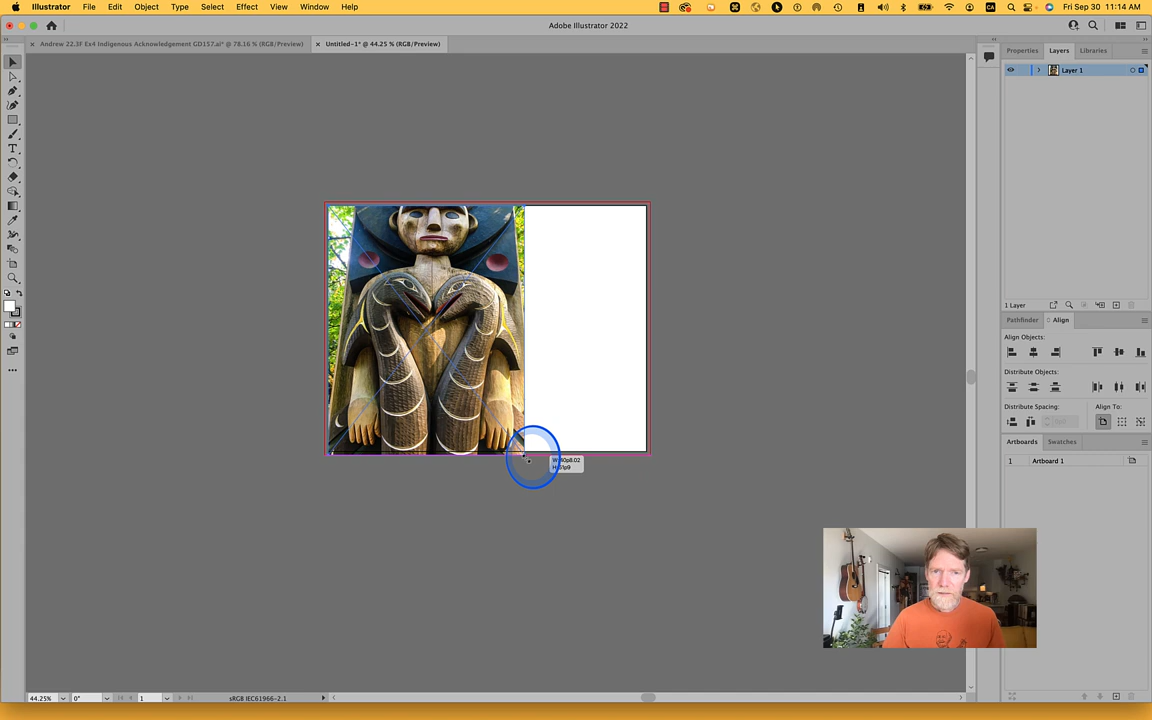 Illustrator File Edit Object Type Select Effect View Window Help
CA Fri Sep 30 11:14 AM
Adobe Illustrator 2022
× Andrew 22.3F Ex4 Indigenous Acknowledgement GD157.ai* @ 78.16 % (RGB/Preview) × Untitled-1* @ 44.25 % (RGB/Preview)
Properties Layers Libraries
Layer 1
1 Layer
Pathfinder Align
Align Objects:
Distribute Objects:
Distribute Spacing: Align To:
Artboards Swatches
1 Artboard 1
44.25% 0° 1 sRGB IEC61966-2.1